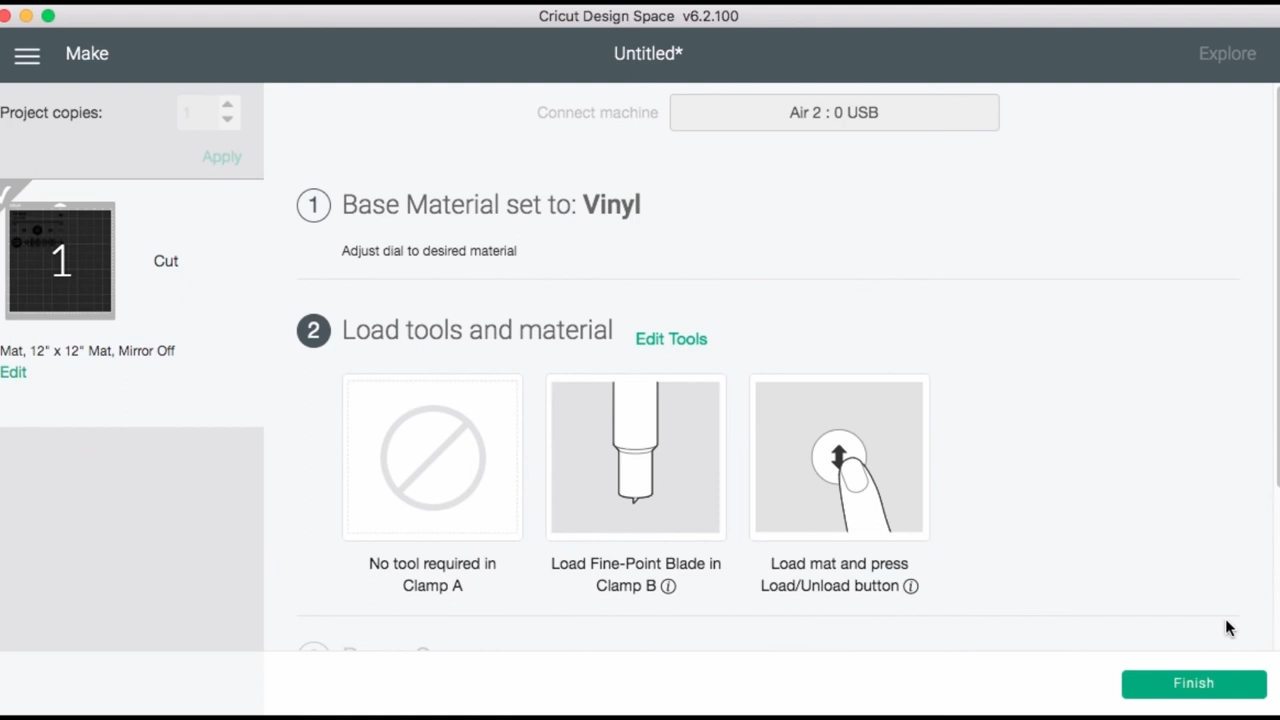 Cricut Design Space v6.2.100
Make
Untitled*
Explore
Project copies:
1
Apply
Connect machine
Air 2 : 0 USB
1
Cut
Mat, 12" x 12" Mat, Mirror Off
Edit
1 Base Material set to: Vinyl
Adjust dial to desired material
2 Load tools and material
Edit Tools
No tool required in
Clamp A
Load Fine-Point Blade in
Clamp B
Load mat and press
Load/Unload button
Finish